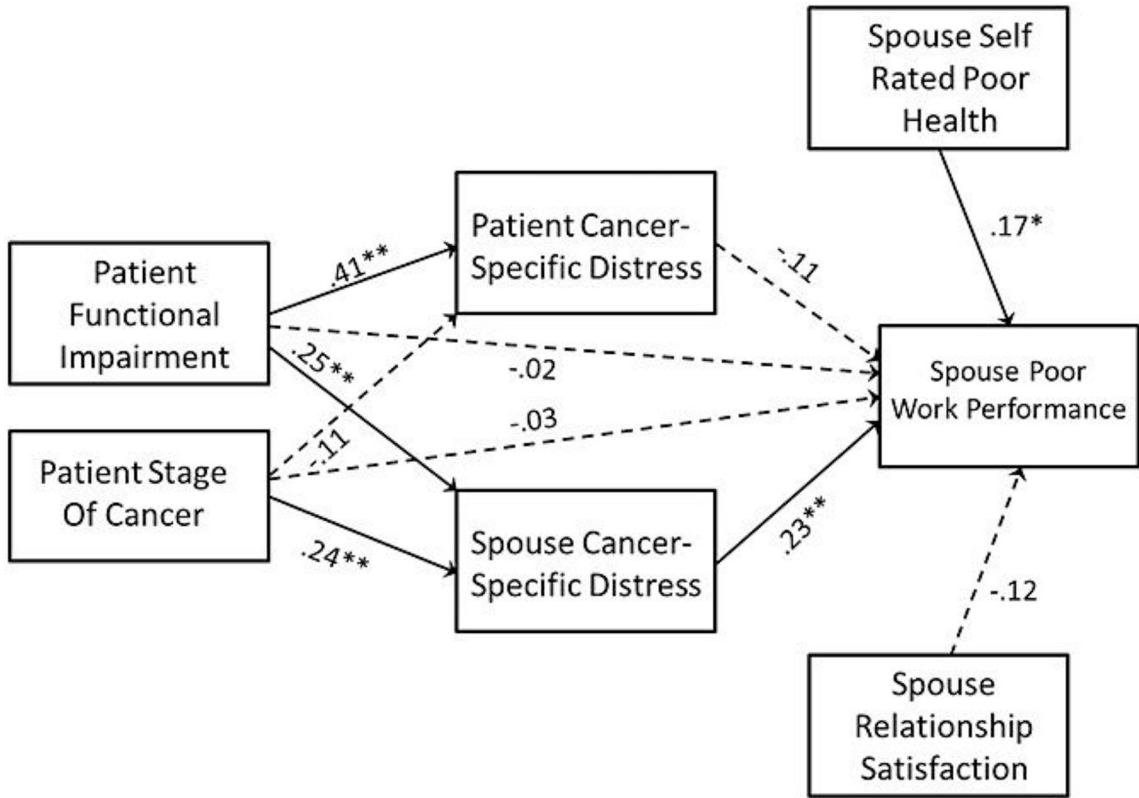 Spouse Self
Rated Poor
Health
.17*
Patient Cancer-
Specific Distress
-.11
Patient
Functional
Impairment
.41**
.25**
-.02
-.03
-.11
Spouse Poor
Work Performance
Patient Stage
Of Cancer
.24**
Spouse Cancer-
Specific Distress
.23**
-.12
Spouse
Relationship
Satisfaction